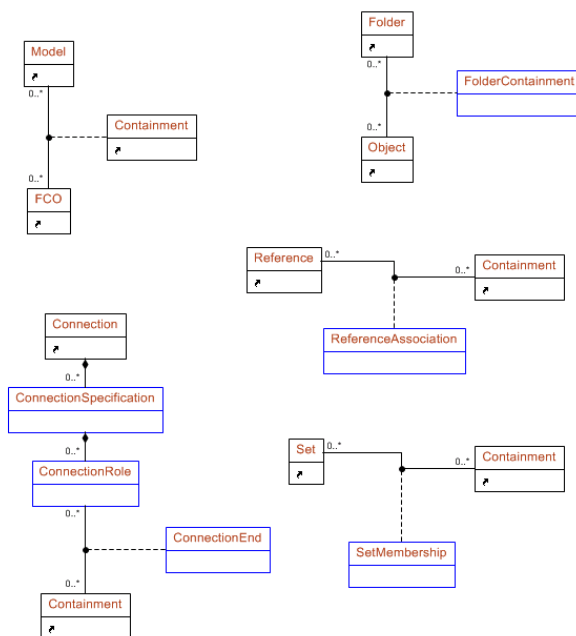 Model
0..*
Containment
0..*
FCO
Folder
0..*
FolderContainment
0..*
Object
Reference
0..*
0..*
Containment
ReferenceAssociation
Connection
0..*
ConnectionSpecification
0..*
ConnectionRole
0..*
ConnectionEnd
0..*
Containment
Set
0..*
0..*
Containment
SetMembership